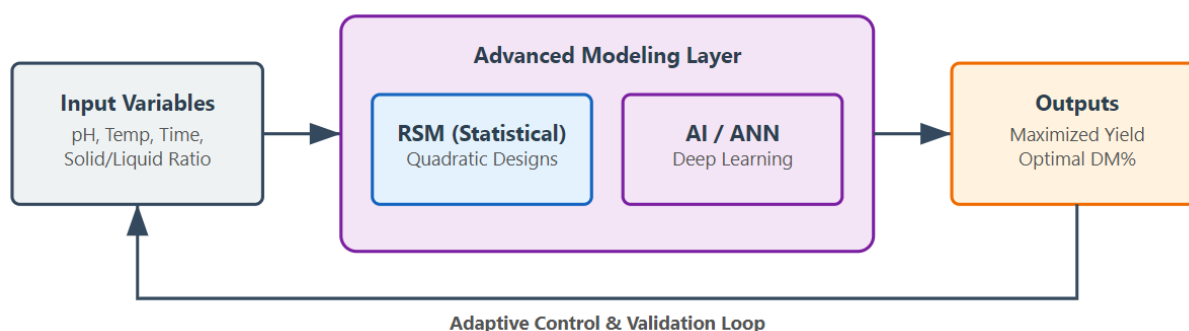 Advanced Modeling Layer
Input Variables
pH, Temp, Time,
Solid/Liquid Ratio
RSM (Statistical)
Quadratic Designs
AI / ANN
Deep Learning
Outputs
Maximized Yield
Optimal DM%
Adaptive Control & Validation Loop